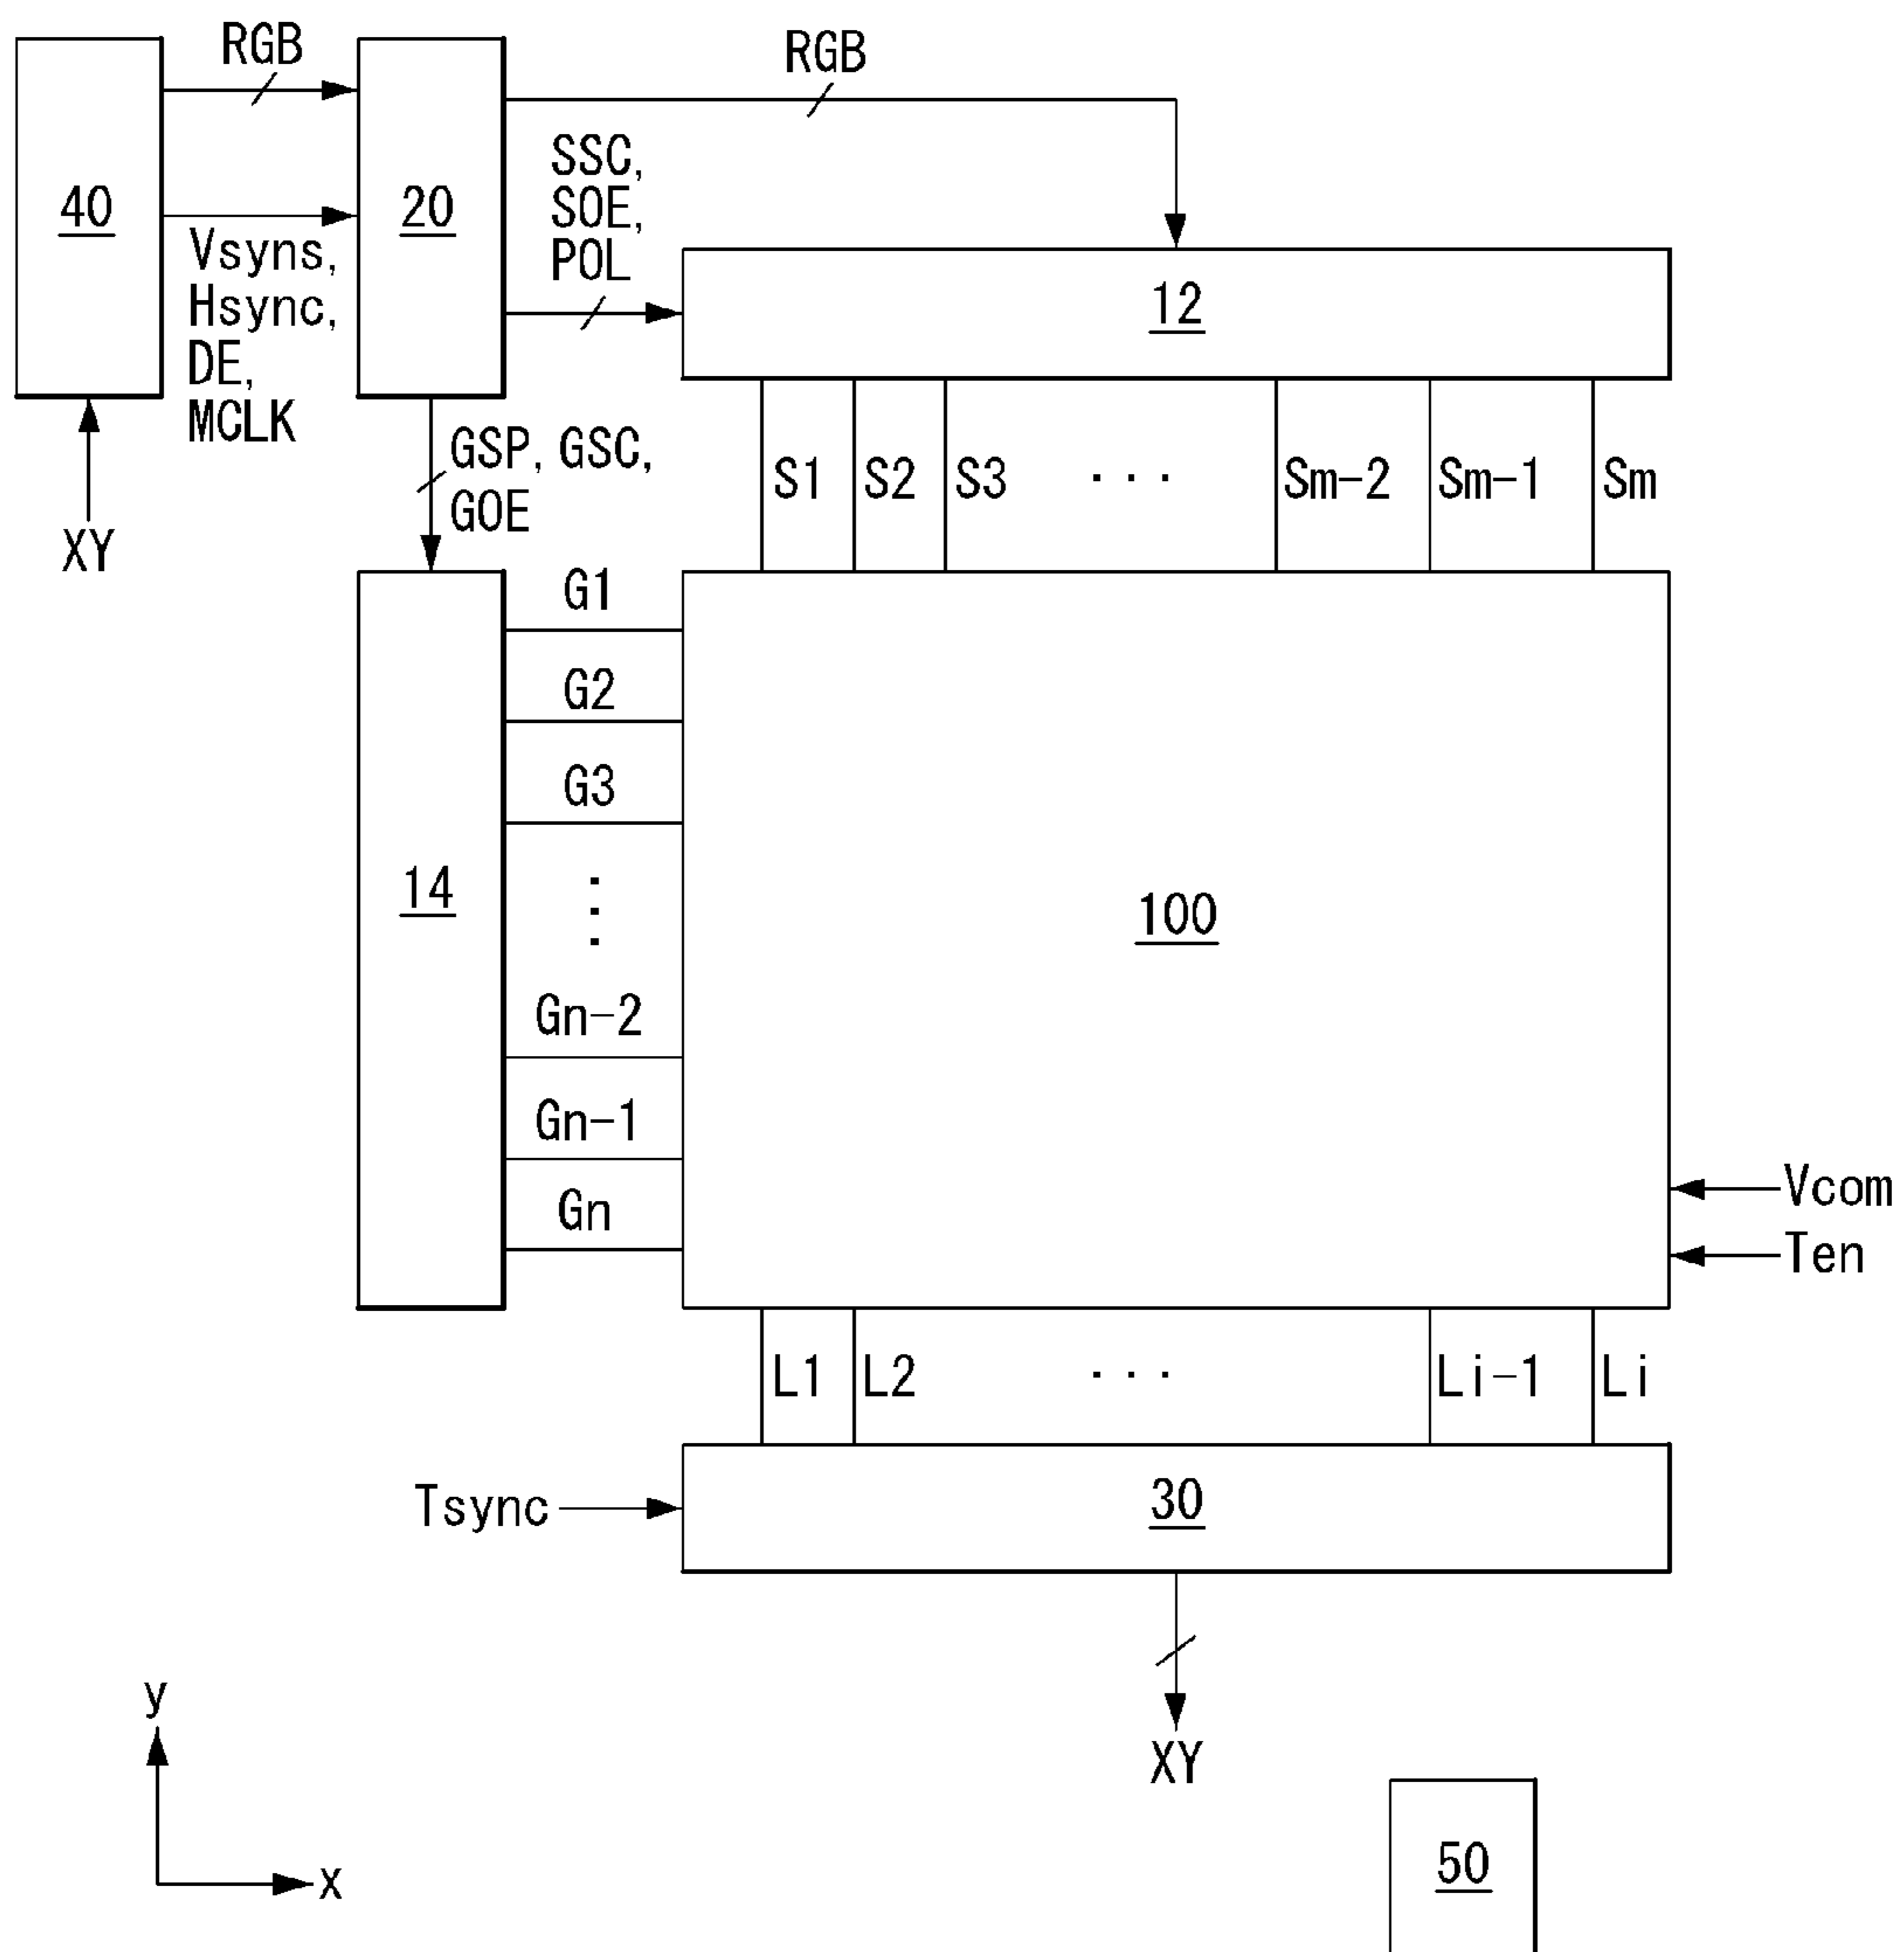 RGB
RGB
40
20
SSC,
SOE,
POL
Vsyns,
Hsync,
DE,
MCLK
12
XY
GSP, GSC,
GOE
S1 S2 S3 ··· Sm-2 Sm-1 Sm
G1
G2
G3
14
100
Gn-2
Gn-1
Gn
Vcom
Ten
L1 L2 ··· Li-1 Li
Tsync
30
XY
y
x
50